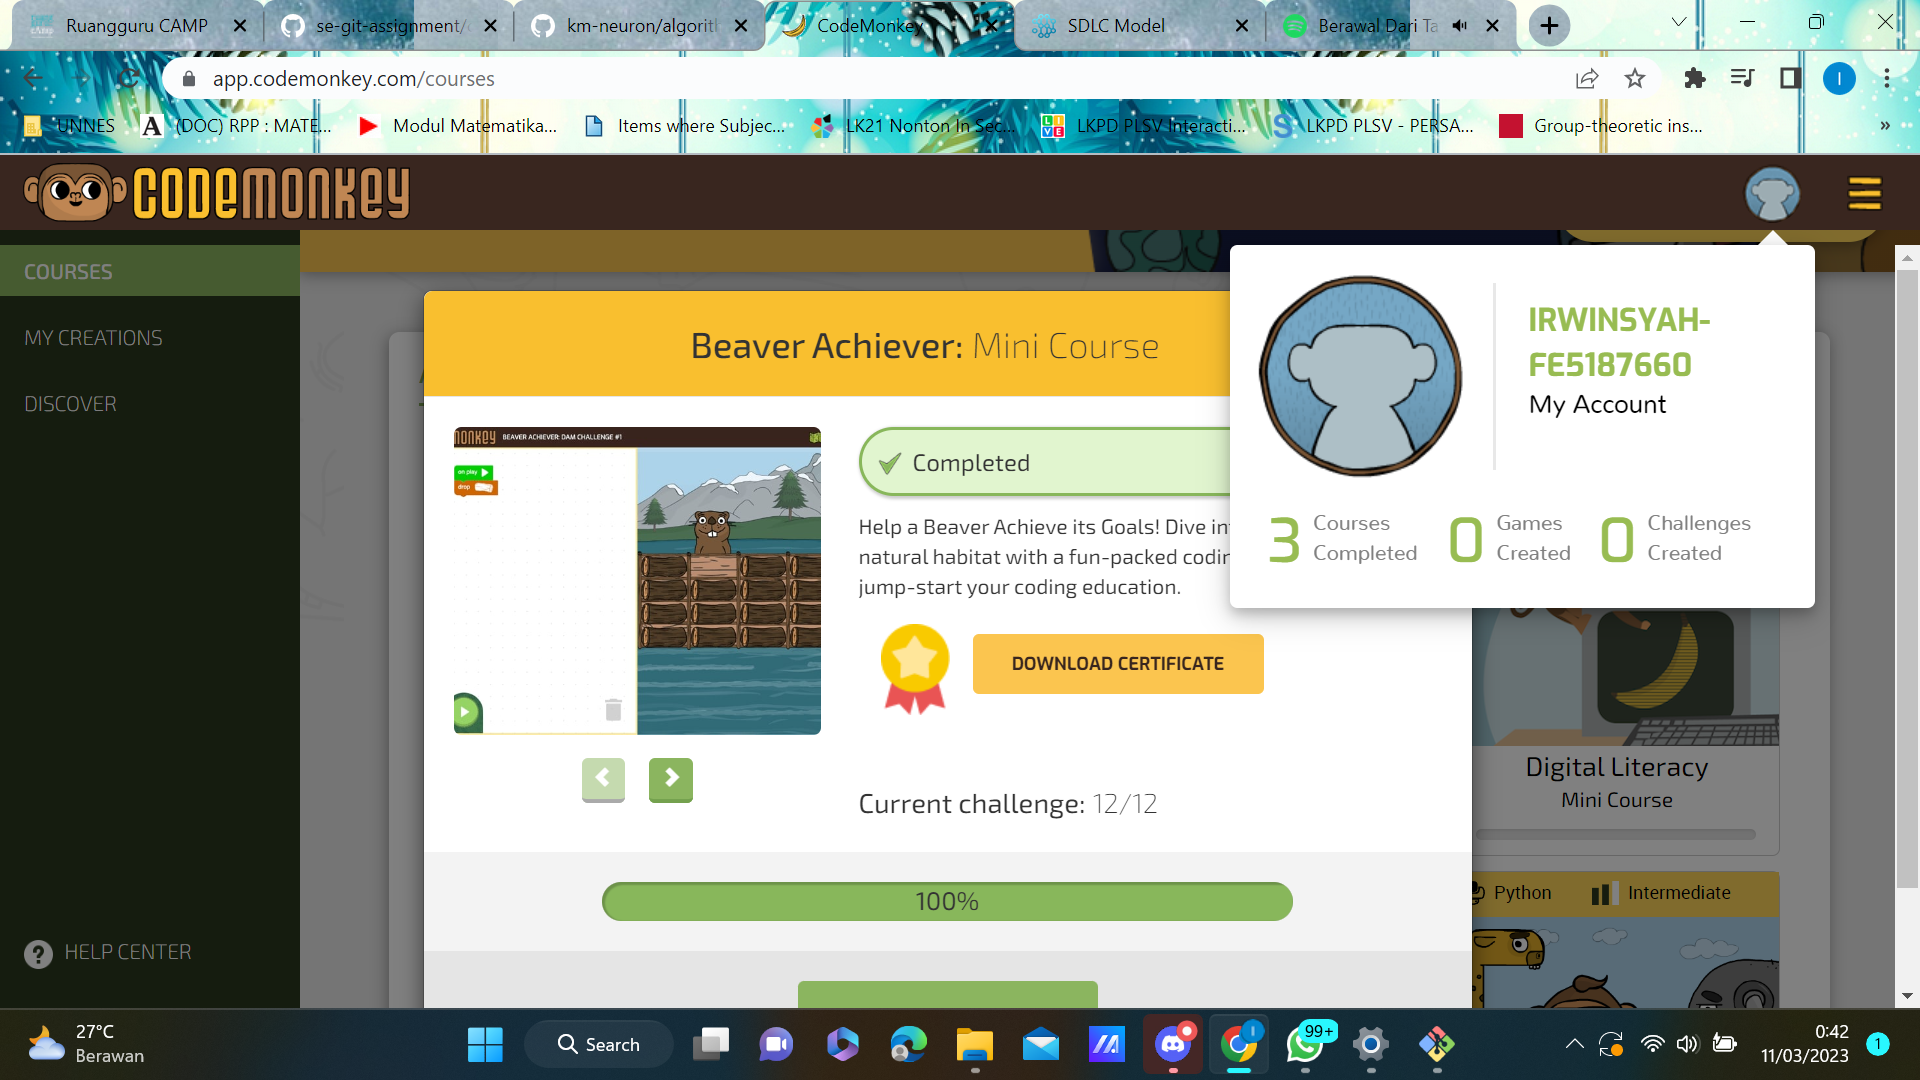 Ruangguru CAMP
se-git-assignment/
km-neuron/algorit
CodeMonkey
SDLC Model
Berawal Dari Ta
app.codemonkey.com/courses
I
UNNES
(DOC) RPP : MATE...
Modul Matematika...
Items where Subjec...
LK21 Nonton In Sec...
LIVE
LKPD PLSV Interacti...
LKPD PLSV - PERSA...
Group-theoretic ins...
»
CODEMONKEY
COURSES
MY CREATIONS
DISCOVER
HELP CENTER
Beaver Achiever: Mini Course
monkey BEAVER ACHIEVER: DAM CHALLENGE #1
on play
drop
Completed
Help a Beaver Achieve its Goals! Dive in
natural habitat with a fun-packed codin
jump-start your coding education.
DOWNLOAD CERTIFICATE
Current challenge: 12/12
100%
IRWINSYAH-
FE5187660
My Account
3 Courses Completed
0 Games Created
0 Challenges Created
Digital Literacy
Mini Course
Python
Intermediate
27°C
Berawan
Search
99+
0:42
11/03/2023
1